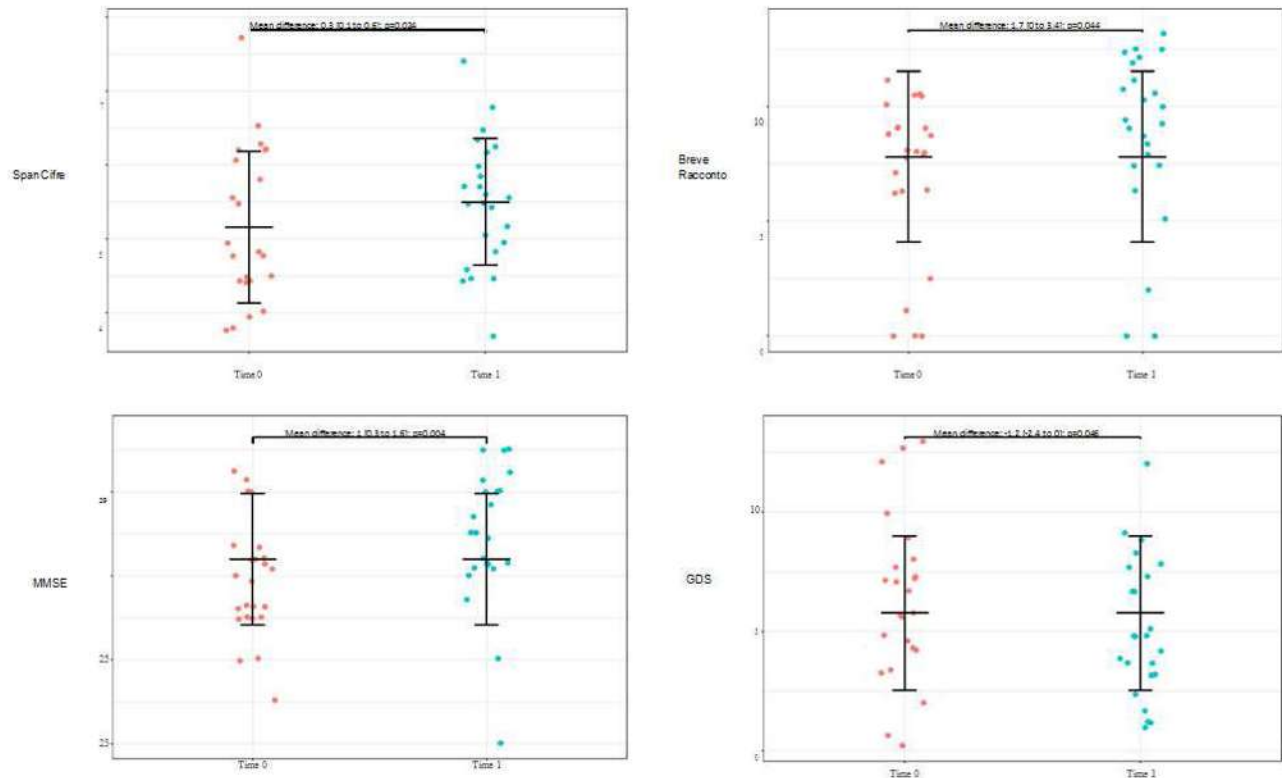 Mean difference: 0.3 (0.1 to 0.6); p=0.024
Span Cifre
Time 0
Time 1
Mean difference: 1.7 (0 to 3.4); p=0.044
Breve
Racconto
10
5
0
Time 0
Time 1
Mean difference: 1 (0.3 to 1.6); p=0.004
MMSE
Time 0
Time 1
Mean difference: -1.2 (-2.4 to 0); p=0.046
GDS
10
5
0
Time 0
Time 1